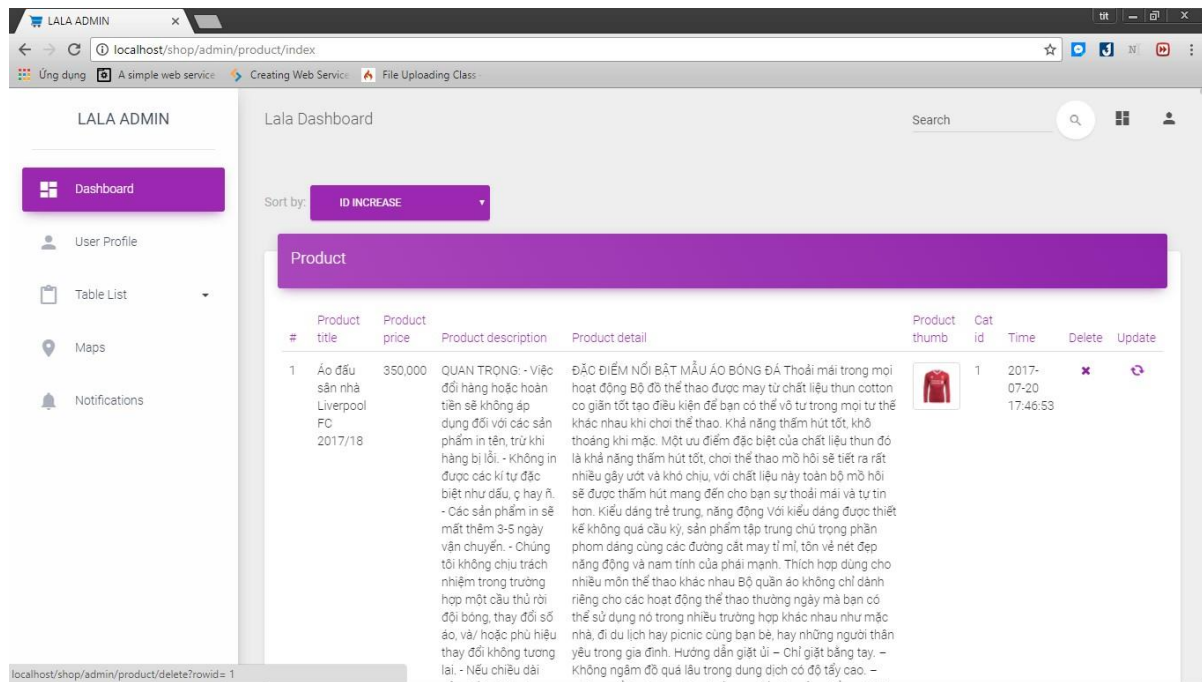 LALA ADMIN
tit
localhost/shop/admin/product/index
Ứng dụng A simple web service Creating Web Service File Uploading Class -
LALA ADMIN
Lala Dashboard
Search
Dashboard
User Profile
Table List
Maps
Notifications
Sort by: ID INCREASE
Product
# Product title Product price Product description Product detail Product thumb Cat id Time Delete Update
1
Áo đấu
sân nhà
Liverpool
FC
2017/18
350,000
QUAN TRỌNG: - Việc
đổi hàng hoặc hoàn
tiền sẽ không áp
dụng đối với các sản
phẩm in tên, trừ khi
hàng bị lỗi. - Không in
được các kí tự đặc
biệt như dấu, ç hay ñ.
- Các sản phẩm in sẽ
mất thêm 3-5 ngày
vận chuyển. - Chúng
tôi không chịu trách
nhiệm trong trường
hợp một cầu thủ rời
đội bóng, thay đổi số
áo, và/ hoặc phù hiệu
thay đổi không tương
lai. - Nếu chiều dài
ĐẶC ĐIỂM NỔI BẬT MẪU ÁO BÓNG ĐÁ Thoải mái trong mọi
hoạt động Bộ đồ thể thao được may từ chất liệu thun cotton
co giãn tốt tạo điều kiện để bạn có thể vô tư trong mọi tư thế
khác nhau khi chơi thể thao. Khả năng thấm hút tốt, khô
thoáng khi mặc. Một ưu điểm đặc biệt của chất liệu thun đó
là khả năng thấm hút tốt, chơi thể thao mồ hôi sẽ tiết ra rất
nhiều gây ướt và khó chịu, với chất liệu này toàn bộ mồ hôi
sẽ được thấm hút mang đến cho bạn sự thoải mái và tự tin
hơn. Kiểu dáng trẻ trung, năng động Với kiểu dáng được thiết
kế không quá cầu kỳ, sản phẩm tập trung chú trọng phần
phom dáng cùng các đường cắt may tỉ mỉ, tôn vẻ nét đẹp
năng động và nam tính của phái mạnh. Thích hợp dùng cho
nhiều môn thể thao khác nhau Bộ quần áo không chỉ dành
riêng cho các hoạt động thể thao thường ngày mà bạn có
thể sử dụng nó trong nhiều trường hợp khác nhau như mặc
nhà, đi du lịch hay picnic cùng bạn bè, hay những người thân
yêu trong gia đình. Hướng dẫn giặt ủi – Chỉ giặt bằng tay. –
Không ngâm đồ quá lâu trong dung dịch có độ tẩy cao. –
1
2017-
07-20
17:46:53
localhost/shop/admin/product/delete?rowid= 1